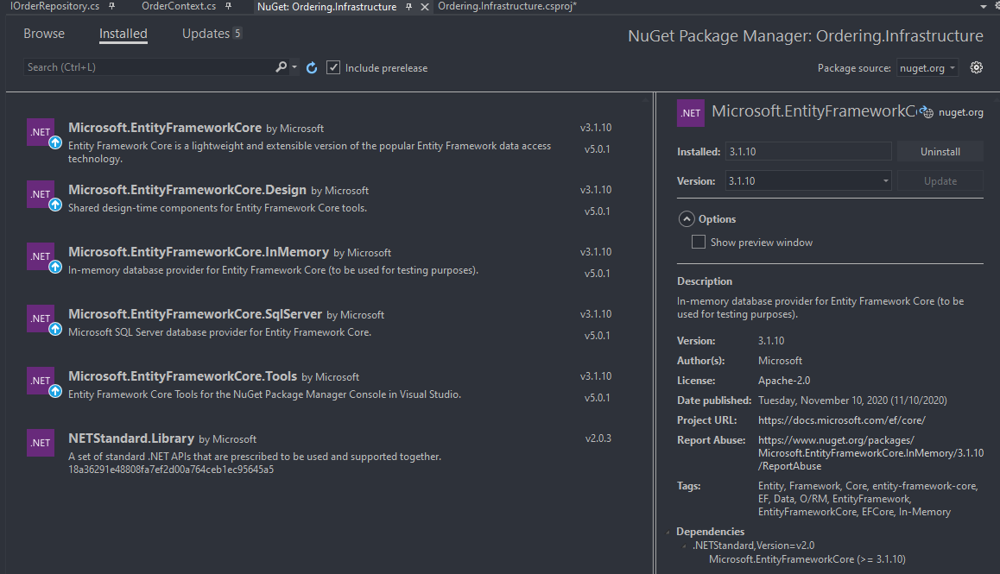 IOrderRepository.cs
OrderContext.cs
NuGet: Ordering.Infrastructure
Ordering.Infrastructure.csproj*
Browse
Installed
Updates 5
NuGet Package Manager: Ordering.Infrastructure
Search (Ctrl+L)
Include prerelease
Package source: nuget.org
.NET
Microsoft.EntityFrameworkCore by Microsoft
v3.1.10
Entity Framework Core is a lightweight and extensible version of the popular Entity Framework data access
technology.
v5.0.1
.NET
Microsoft.EntityFrameworkCore.Design by Microsoft
v3.1.10
Shared design-time components for Entity Framework Core tools.
v5.0.1
.NET
Microsoft.EntityFrameworkCore.InMemory by Microsoft
v3.1.10
In-memory database provider for Entity Framework Core (to be used for testing purposes).
v5.0.1
.NET
Microsoft.EntityFrameworkCore.SqlServer by Microsoft
v3.1.10
Microsoft SQL Server database provider for Entity Framework Core.
v5.0.1
.NET
Microsoft.EntityFrameworkCore.Tools by Microsoft
v3.1.10
Entity Framework Core Tools for the NuGet Package Manager Console in Visual Studio.
v5.0.1
.NET
NETStandard.Library by Microsoft
v2.0.3
A set of standard .NET APIs that are prescribed to be used and supported together.
18a36291e48808fa7ef2d00a764ceb1ec95645a5
.NET
Microsoft.EntityFrameworkC
nuget.org
Installed: 3.1.10
Uninstall
Version: 3.1.10
Update
Options
Show preview window
Description
In-memory database provider for Entity Framework Core (to be
used for testing purposes).
Version: 3.1.10
Author(s): Microsoft
License: Apache-2.0
Date published: Tuesday, November 10, 2020 (11/10/2020)
Project URL: https://docs.microsoft.com/ef/core/
Report Abuse: https://www.nuget.org/packages/
Microsoft.EntityFrameworkCore.InMemory/3.1.10
/ReportAbuse
Tags: Entity, Framework, Core, entity-framework-core,
EF, Data, O/RM, EntityFramework,
EntityFrameworkCore, EFCore, In-Memory
Dependencies
.NETStandard,Version=v2.0
Microsoft.EntityFrameworkCore (>= 3.1.10)